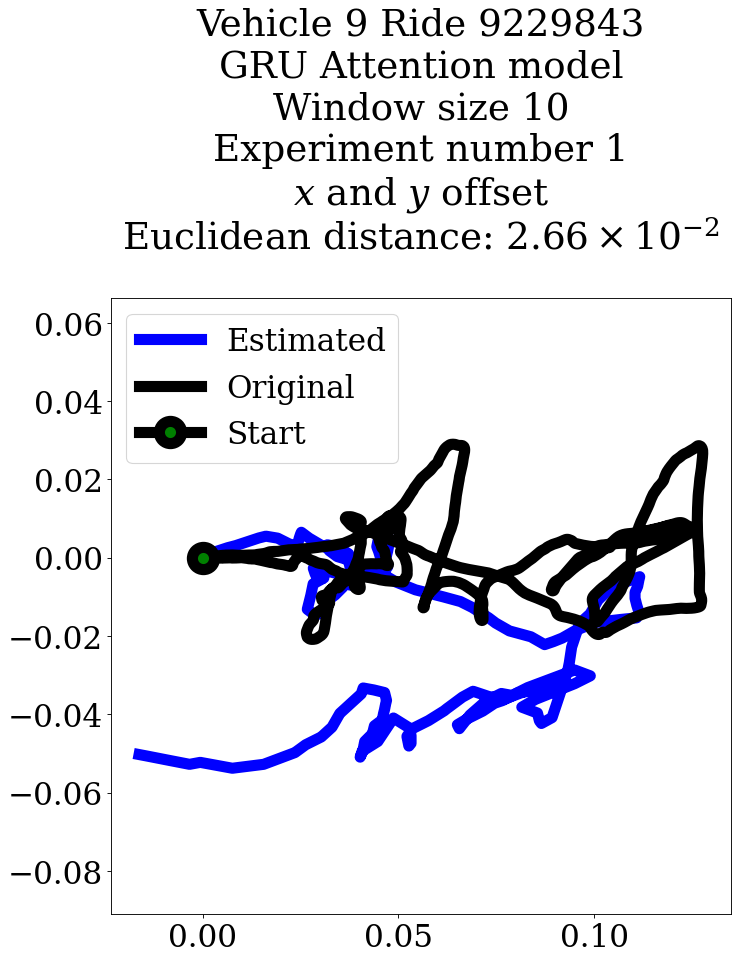 Vehicle 9 Ride 9229843
GRU Attention model
Window size 10
Experiment number 1
x and y offset
Euclidean distance: 2.66 × 10⁻²
Estimated
Original
Start
0.06
0.04
0.02
0.00
−0.02
−0.04
−0.06
−0.08
0.00 0.05 0.10